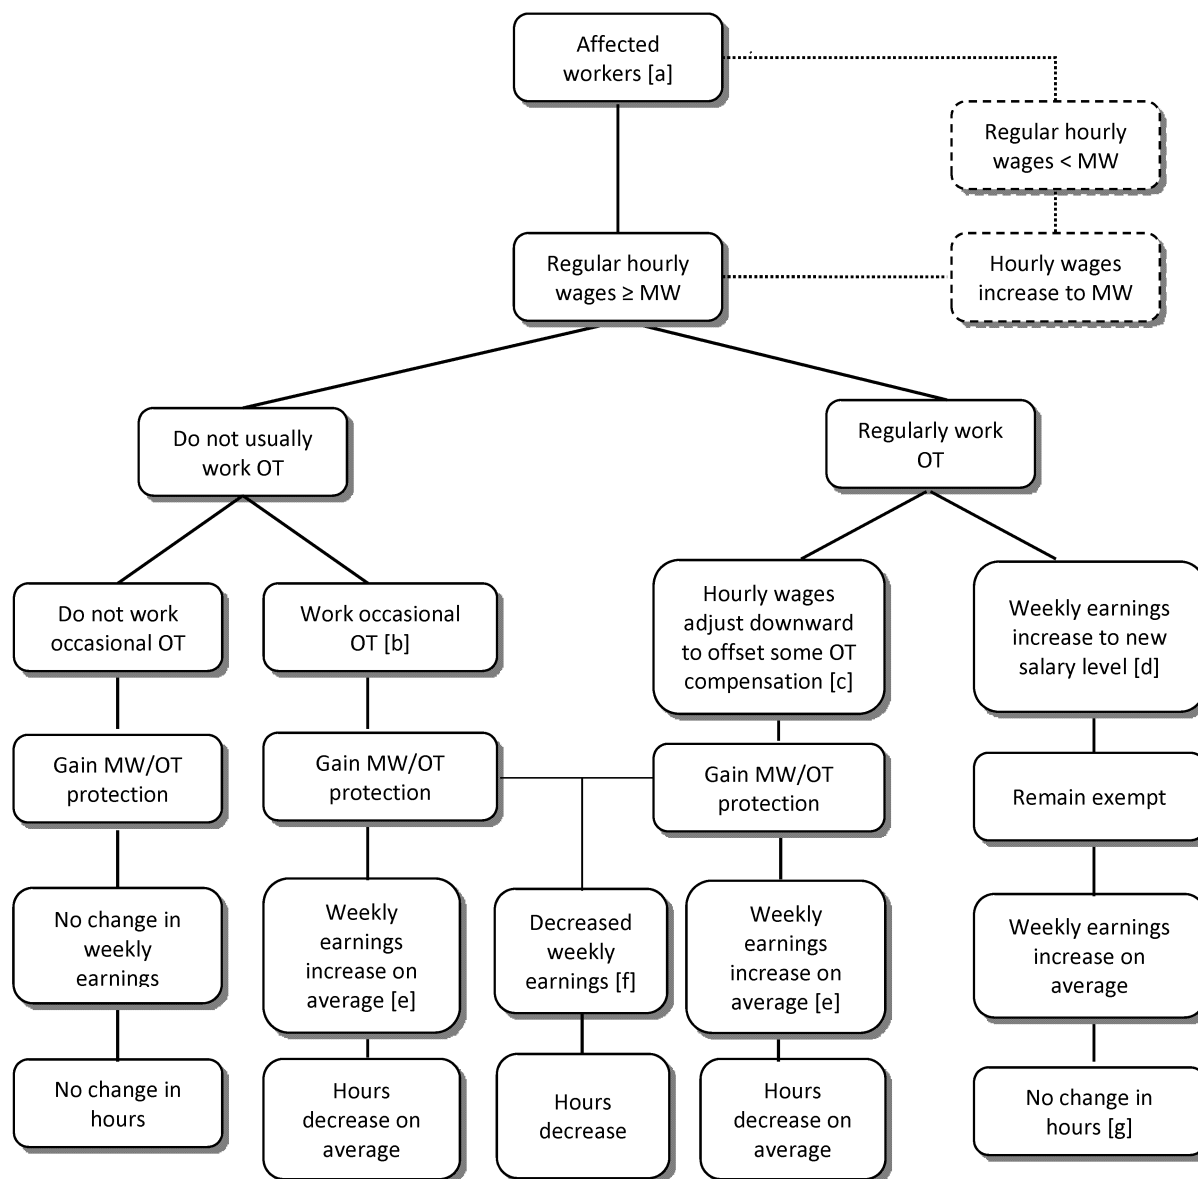 Affected
workers [a]
Regular hourly
wages < MW
Regular hourly
wages ≥ MW
Hourly wages
increase to MW
Do not usually
work OT
Regularly work
OT
Do not work
occasional OT
Work occasional
OT [b]
Hourly wages
adjust downward
to offset some OT
compensation [c]
Weekly earnings
increase to new
salary level [d]
Gain MW/OT
protection
Gain MW/OT
protection
Gain MW/OT
protection
Remain exempt
No change in
weekly
earnings
Weekly
earnings
increase on
average [e]
Decreased
weekly
earnings [f]
Weekly
earnings
increase on
average [e]
Weekly earnings
increase on
average
No change in
hours
Hours
decrease on
average
Hours
decrease
Hours
decrease on
average
No change in
hours [g]